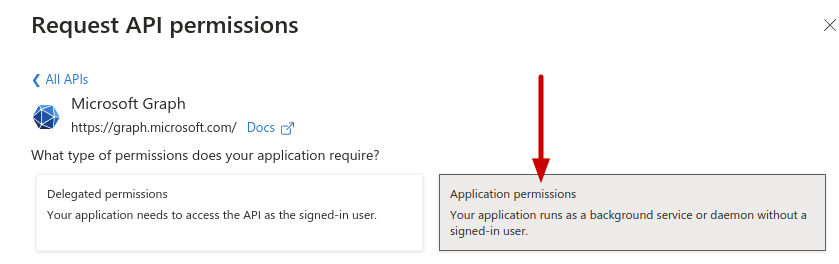 Request API permissions
All APIs
Microsoft Graph
https://graph.microsoft.com/ Docs
What type of permissions does your application require?
Delegated permissions
Your application needs to access the API as the signed-in user.
Application permissions
Your application runs as a background service or daemon without a
signed-in user.